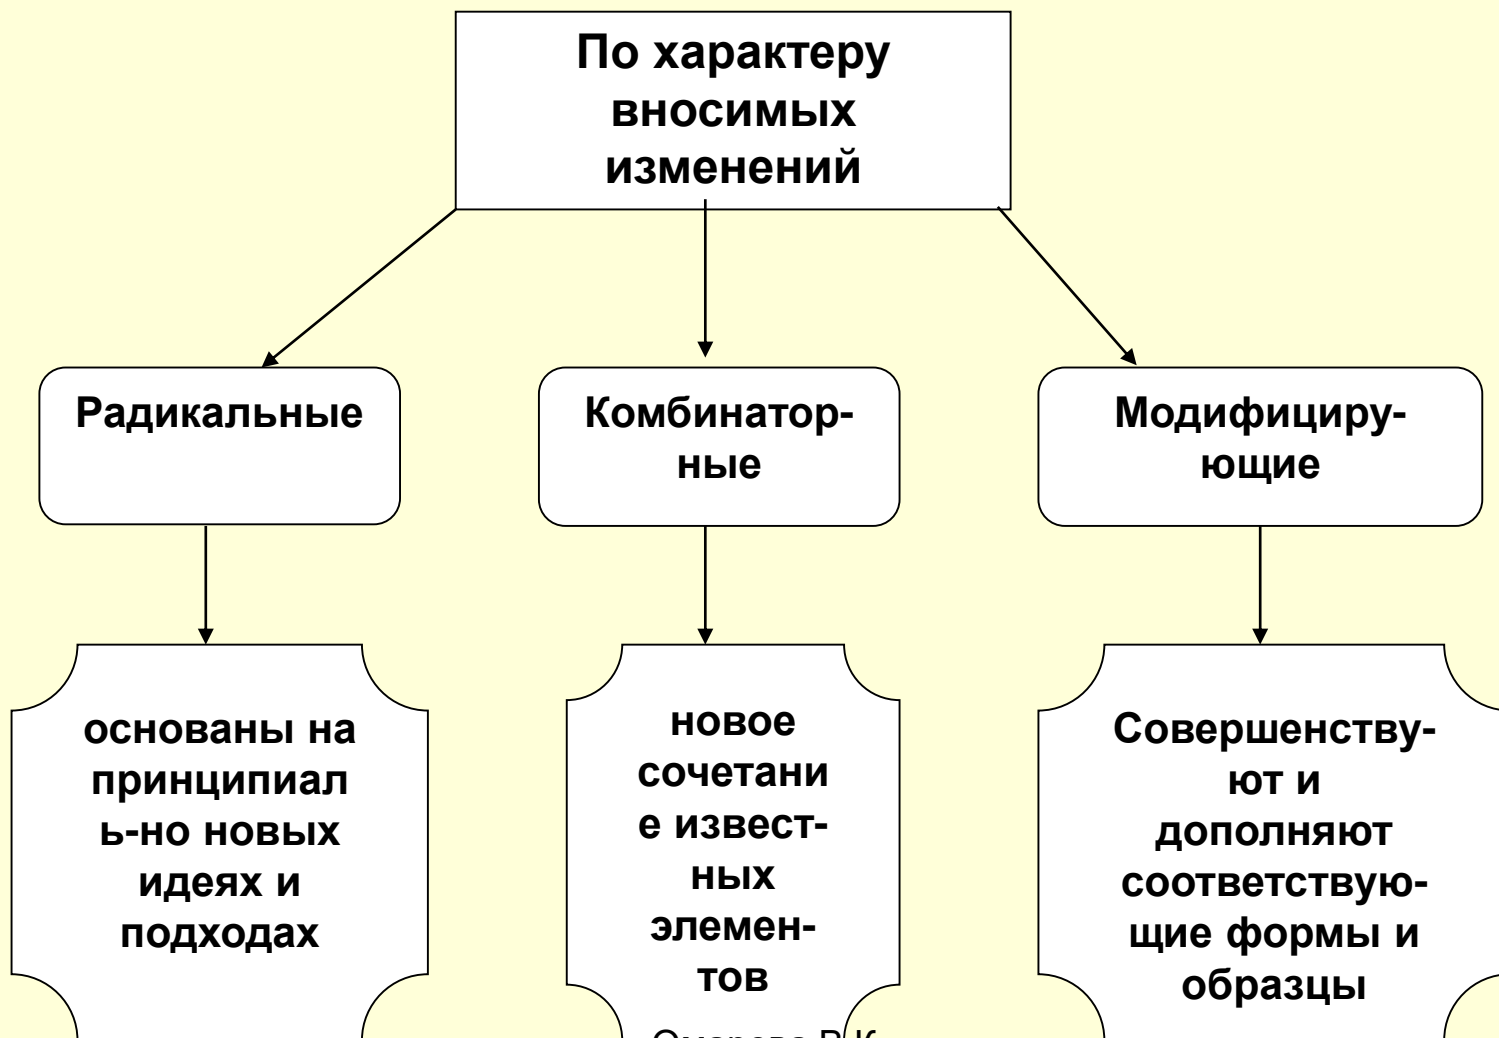 По характеру
вносимых
изменений
Радикальные
Комбинатор-
ные
Модифициру-
ющие
основаны на
принципиал
ь-но новых
идеях и
подходах
новое
сочетани
е извест-
ных
элемен-
тов
Совершенству-
ют и
дополняют
соответствую-
щие формы и
образцы